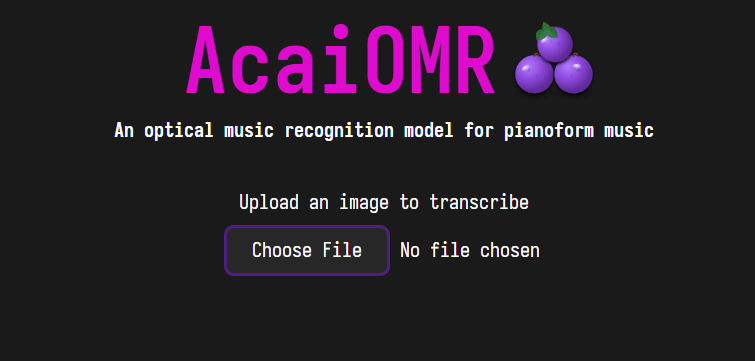 AcaiOMR
An optical music recognition model for pianoform music
Upload an image to transcribe
Choose File No file chosen